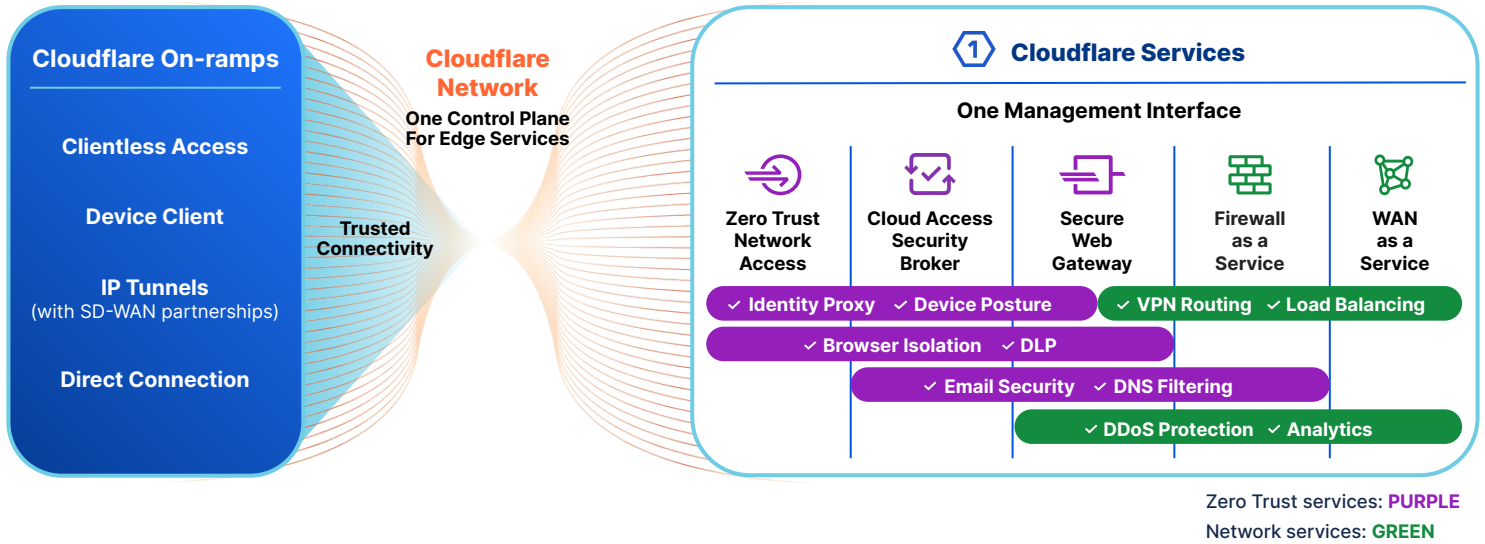 Cloudflare On-ramps
Clientless Access
Device Client
IP Tunnels
(with SD-WAN partnerships)
Direct Connection
Cloudflare
Network
One Control Plane
For Edge Services
Trusted
Connectivity
1 Cloudflare Services
One Management Interface
Zero Trust
Network
Access
Cloud Access
Security
Broker
Secure
Web
Gateway
Firewall
as a
Service
WAN
as a
Service
✓ Identity Proxy ✓ Device Posture
✓ VPN Routing ✓ Load Balancing
✓ Browser Isolation ✓ DLP
✓ Email Security ✓ DNS Filtering
✓ DDoS Protection ✓ Analytics
Zero Trust services: PURPLE
Network services: GREEN